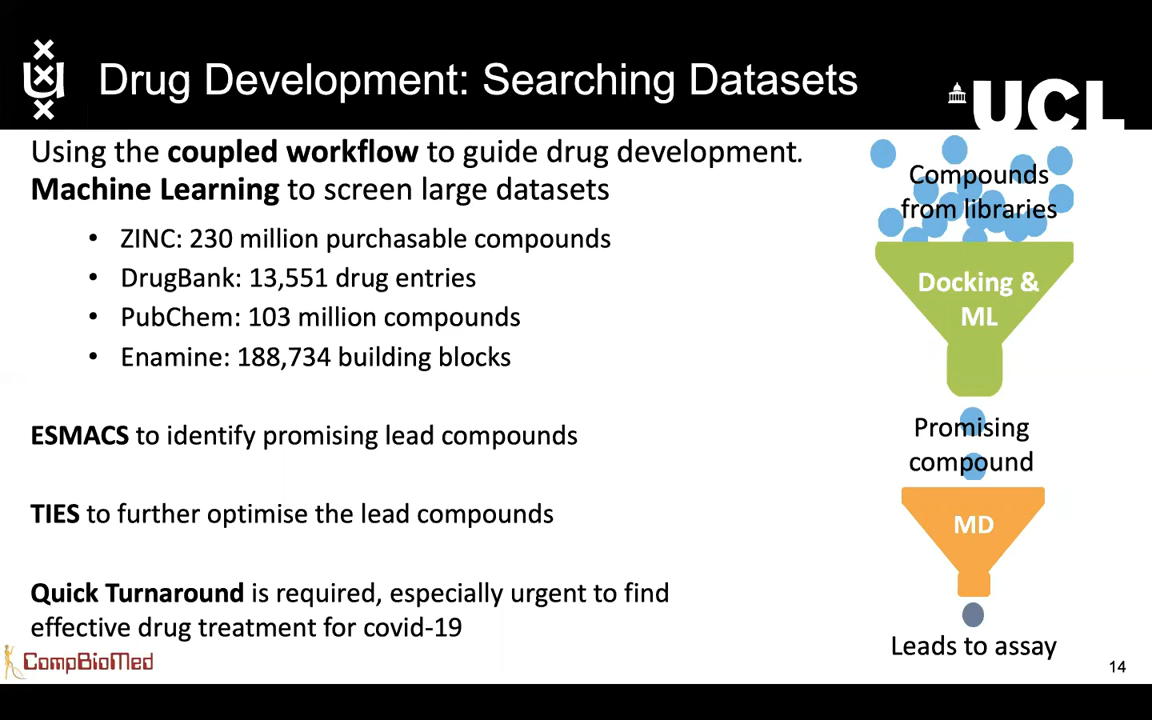 Drug Development: Searching Datasets
UCL
Using the coupled workflow to guide drug development.
Machine Learning to screen large datasets
• ZINC: 230 million purchasable compounds
• DrugBank: 13,551 drug entries
• PubChem: 103 million compounds
• Enamine: 188,734 building blocks
ESMACS to identify promising lead compounds
TIES to further optimise the lead compounds
Quick Turnaround is required, especially urgent to find
effective drug treatment for covid-19
CompBioMed
Compounds
from libraries
Docking &
ML
Promising
compound
MD
Leads to assay
14